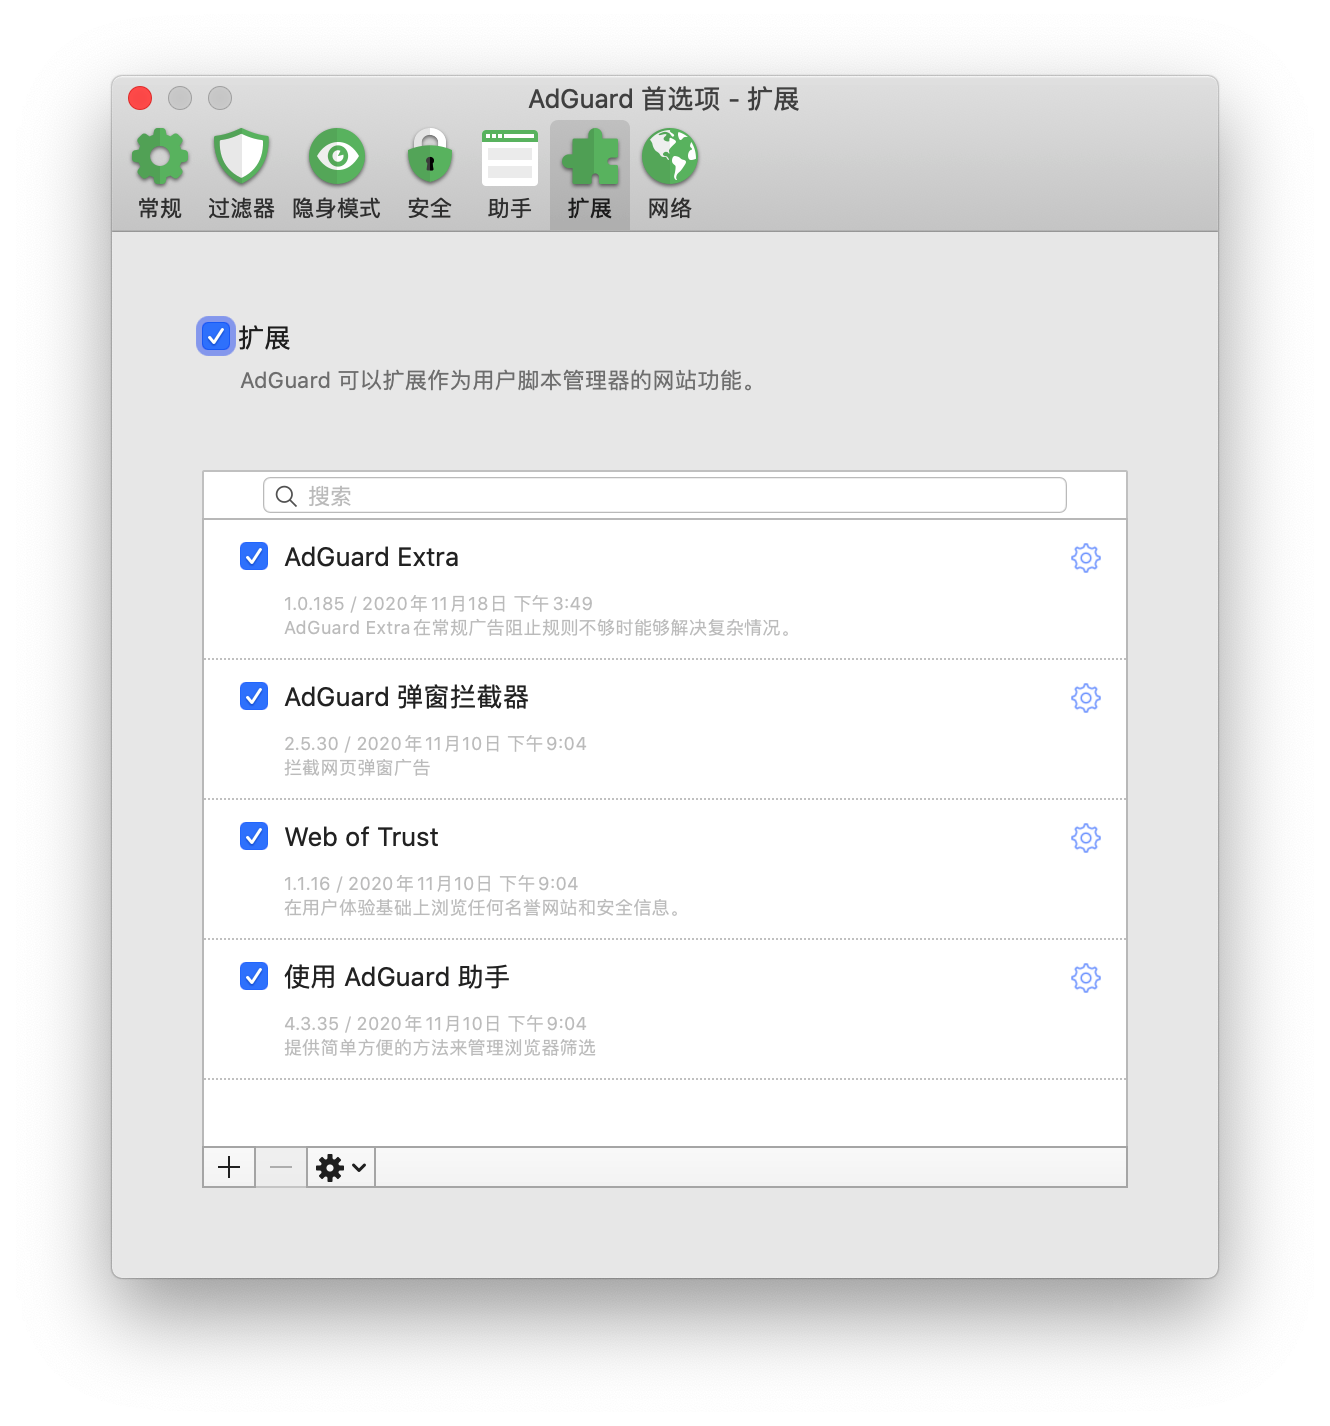 AdGuard 首选项 - 扩展
常规 过滤器 隐身模式 安全 助手 扩展 网络
扩展
AdGuard 可以扩展作为用户脚本管理器的网站功能。
搜索
AdGuard Extra
1.0.185 / 2020年11月18日 下午3:49
AdGuard Extra在常规广告阻止规则不够时能够解决复杂情况。
AdGuard 弹窗拦截器
2.5.30 / 2020年11月10日 下午9:04
拦截网页弹窗广告
Web of Trust
1.1.16 / 2020年11月10日 下午9:04
在用户体验基础上浏览任何名誉网站和安全信息。
使用 AdGuard 助手
4.3.35 / 2020年11月10日 下午9:04
提供简单方便的方法来管理浏览器筛选